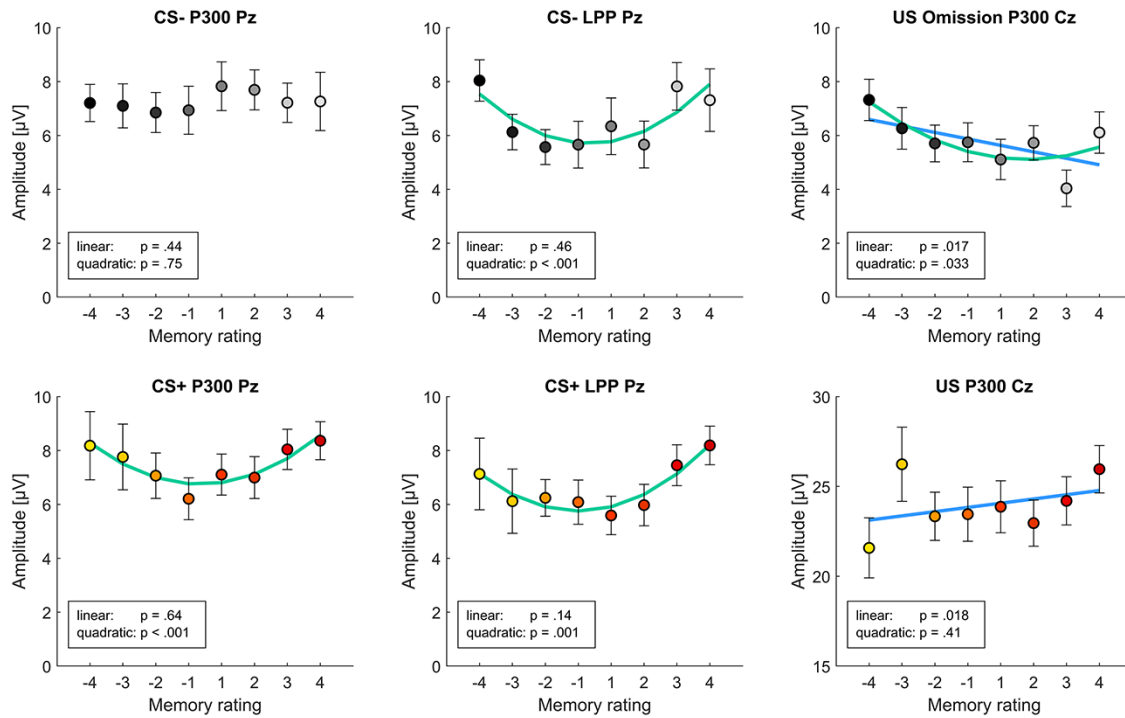 CS- P300 Pz
Amplitude [µV]
10
8
6
4
2
0
linear: p = .44
quadratic: p = .75
-4 -3 -2 -1 1 2 3 4
Memory rating
CS- LPP Pz
Amplitude [µV]
10
8
6
4
2
0
linear: p = .46
quadratic: p < .001
-4 -3 -2 -1 1 2 3 4
Memory rating
US Omission P300 Cz
Amplitude [µV]
10
8
6
4
2
0
linear: p = .017
quadratic: p = .033
-4 -3 -2 -1 1 2 3 4
Memory rating
CS+ P300 Pz
Amplitude [µV]
10
8
6
4
2
0
linear: p = .64
quadratic: p < .001
-4 -3 -2 -1 1 2 3 4
Memory rating
CS+ LPP Pz
Amplitude [µV]
10
8
6
4
2
0
linear: p = .14
quadratic: p = .001
-4 -3 -2 -1 1 2 3 4
Memory rating
US P300 Cz
Amplitude [µV]
30
25
20
15
linear: p = .018
quadratic: p = .41
-4 -3 -2 -1 1 2 3 4
Memory rating